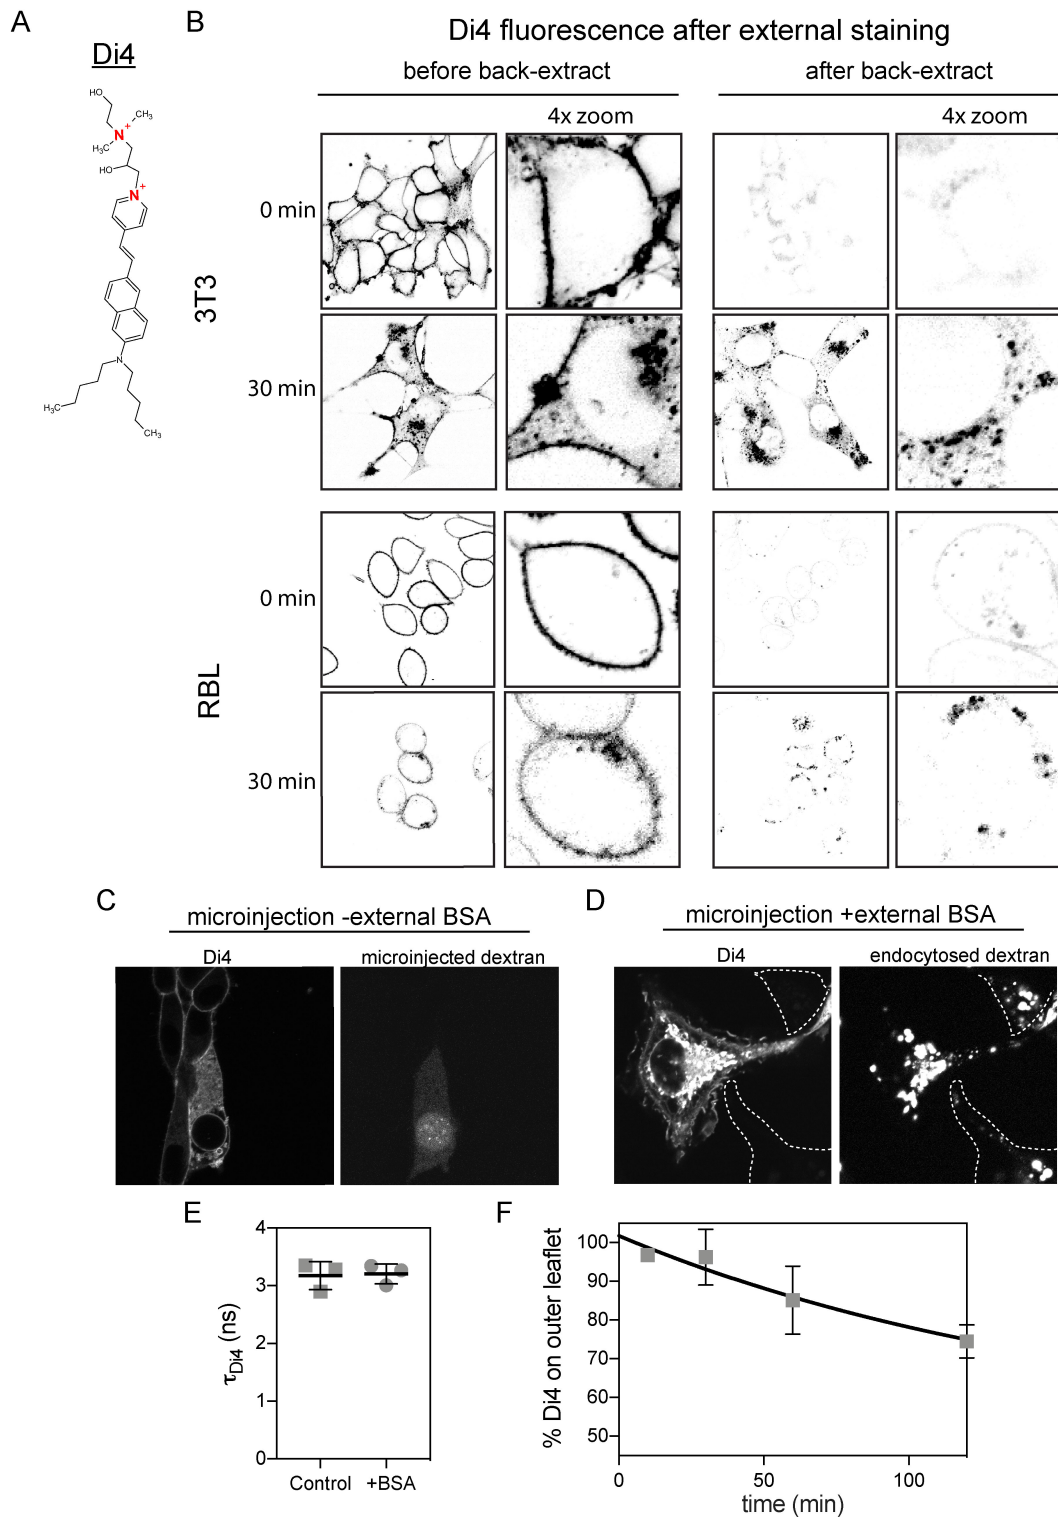 A
Di4
HO
N+
CH3
H3C
HO
N+
N
H3C
CH3
B
Di4 fluorescence after external staining
before back-extract
after back-extract
4x zoom
4x zoom
3T3
0 min
30 min
RBL
0 min
30 min
C
microinjection -external BSA
Di4
microinjected dextran
D
microinjection +external BSA
Di4
endocytosed dextran
E
τDi4 (ns)
4
3
2
1
0
Control
+BSA
F
% Di4 on outer leaflet
100
90
80
70
60
50
0
50
100
time (min)